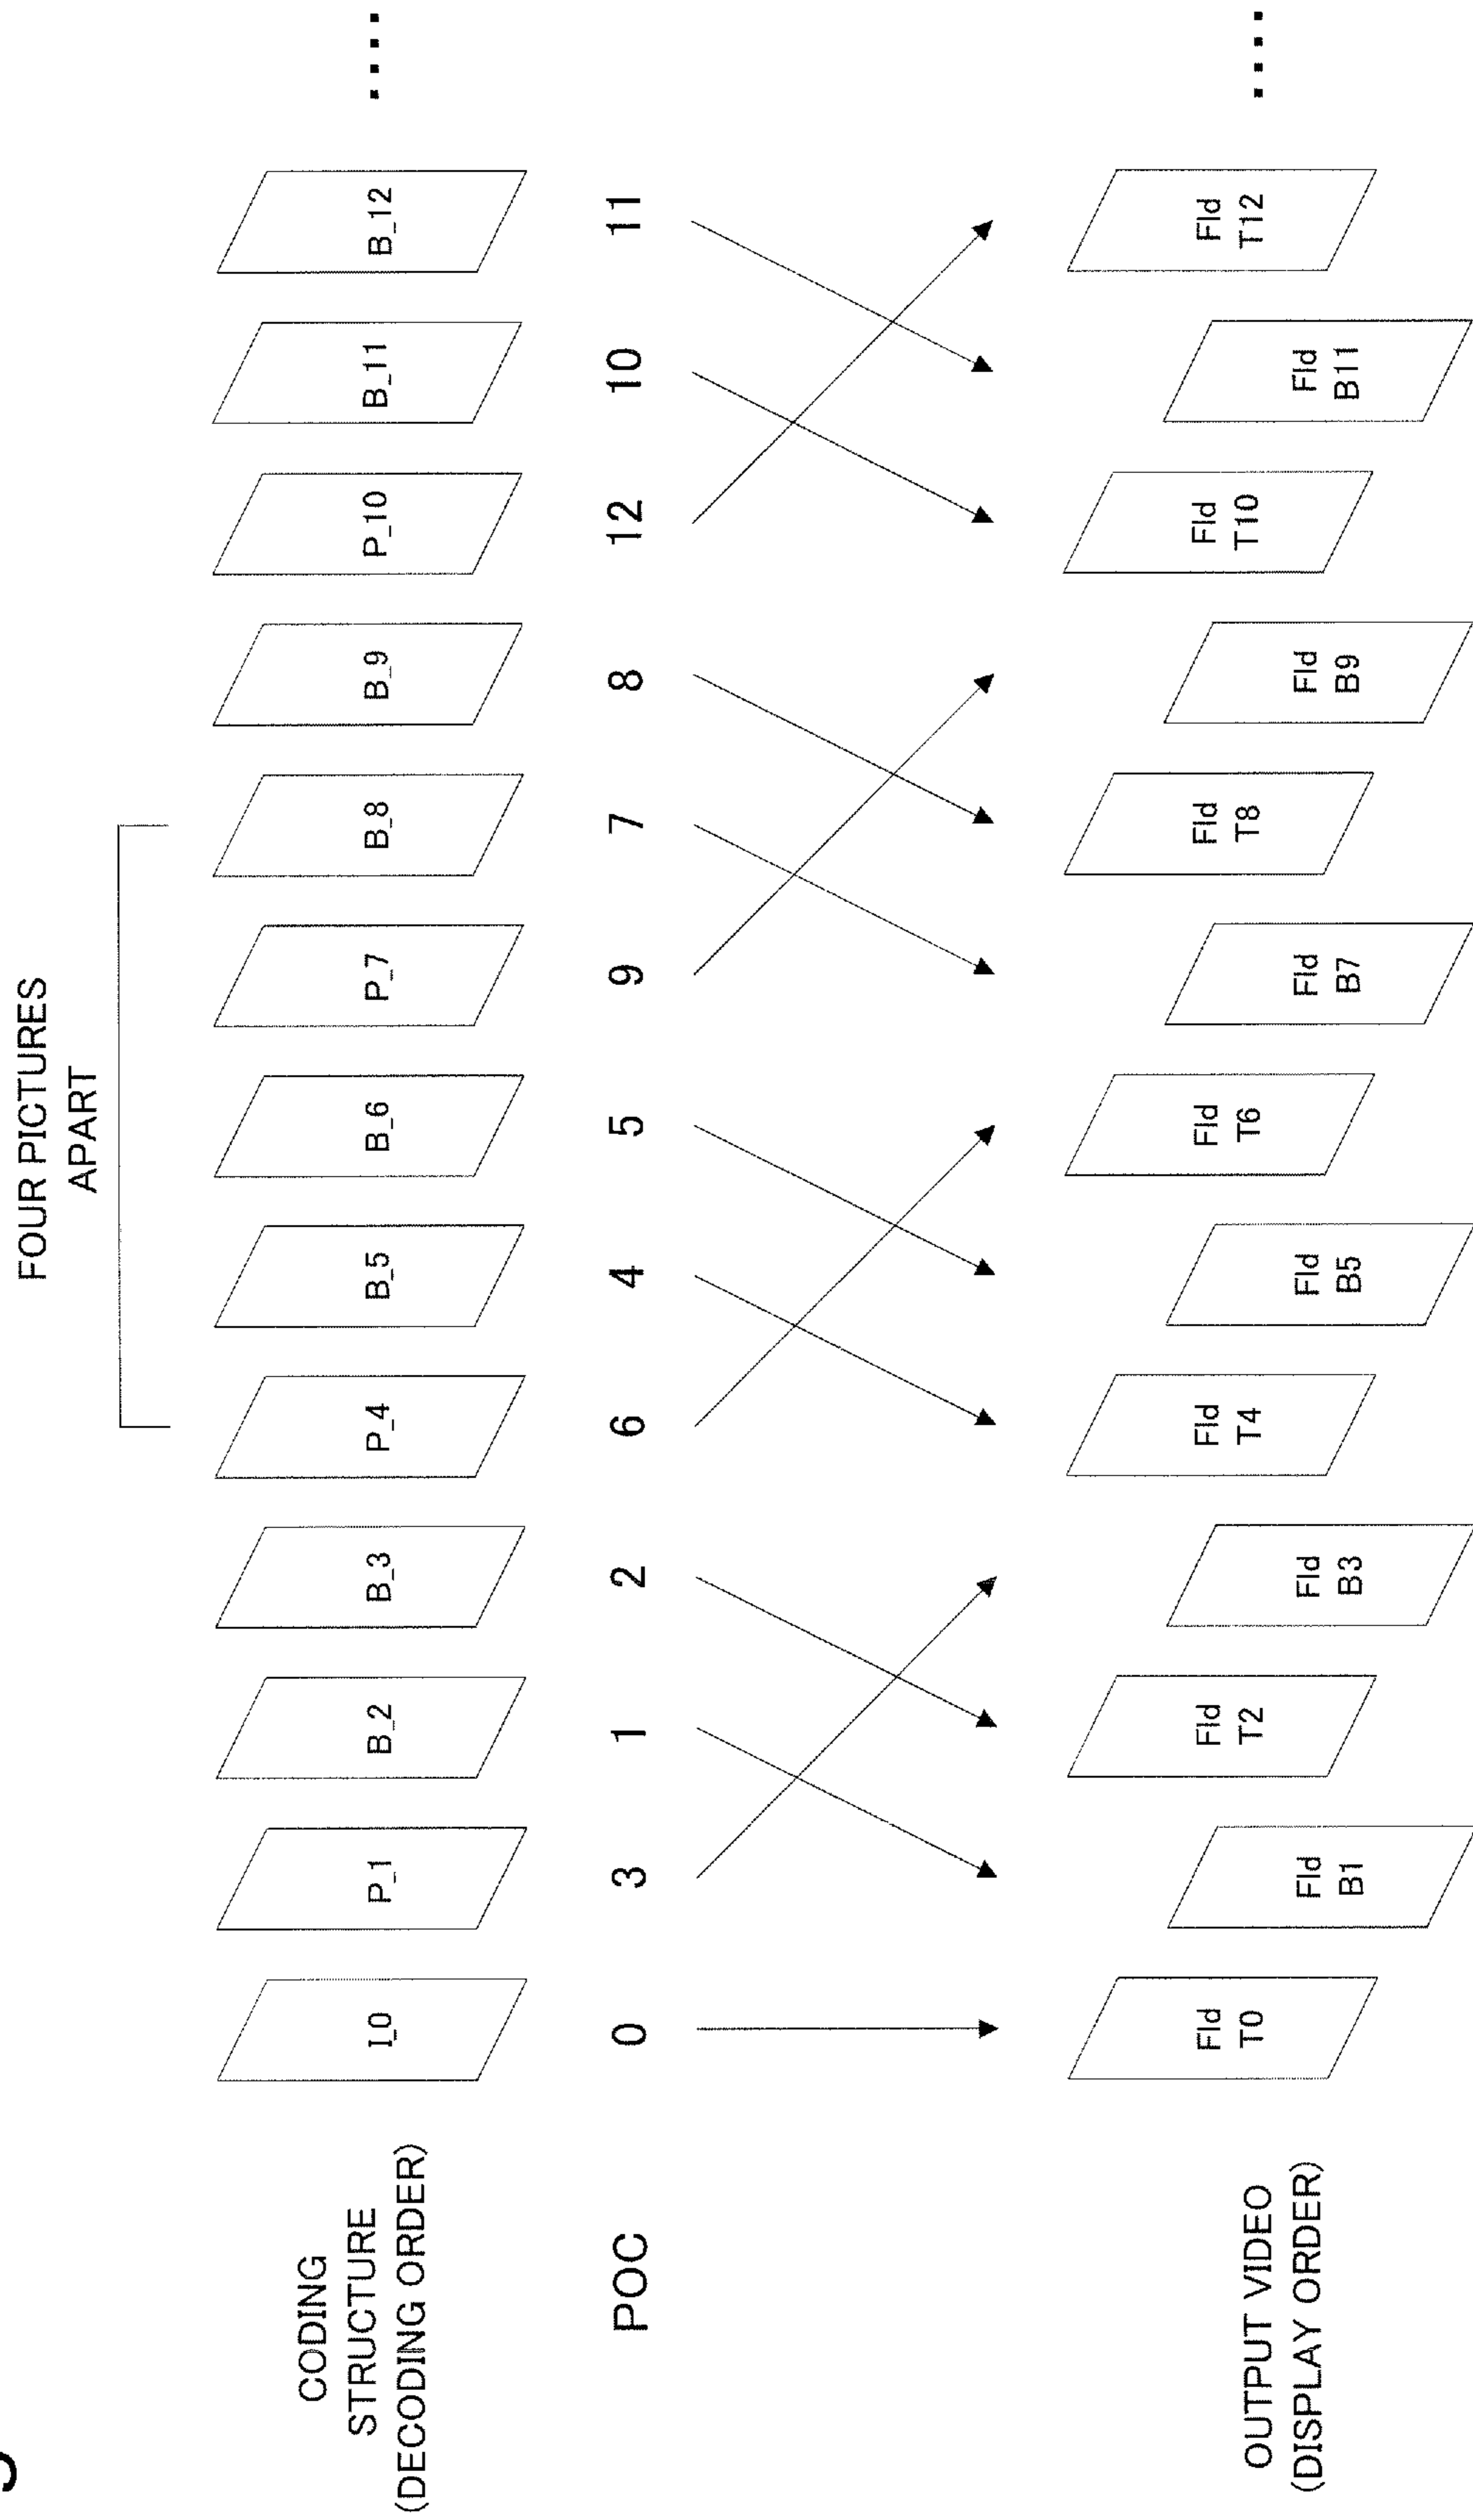 FOUR PICTURES
APART
CODING
STRUCTURE
(DECODING ORDER)
I_0
P_1
B_2
B_3
P_4
B_5
B_6
P_7
B_8
B_9
P_10
B_11
B_12
....
POC
0
3
1
2
6
4
5
9
7
8
12
10
11
OUTPUT VIDEO
(DISPLAY ORDER)
Fld
T0
Fld
B1
Fld
T2
Fld
B3
Fld
T4
Fld
B5
Fld
T6
Fld
B7
Fld
T8
Fld
B9
Fld
T10
Fld
B11
Fld
T12
....